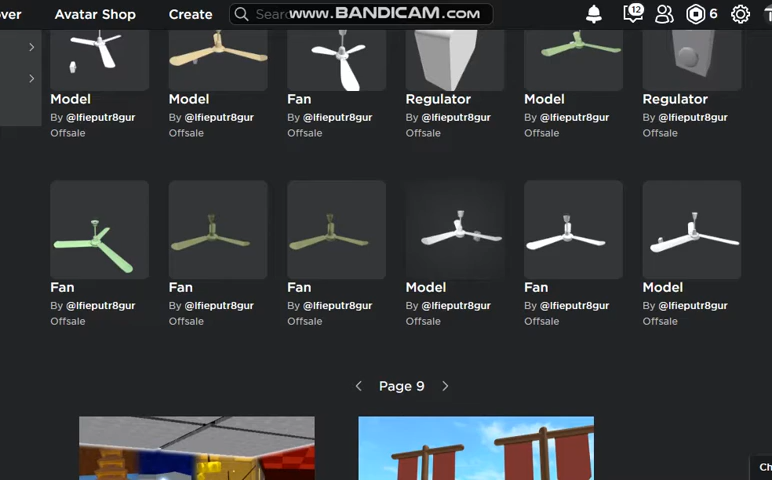 over Avatar Shop Create Sear www.BANDICAM.com 12 6
Model Model Fan Regulator Model Regulator
By @lfieputr8gur By @lfieputr8gur By @lfieputr8gur By @lfieputr8gur By @lfieputr8gur By @lfieputr8gur
Offsale Offsale Offsale Offsale Offsale Offsale
Fan Fan Fan Model Fan Model
By @lfieputr8gur By @lfieputr8gur By @lfieputr8gur By @lfieputr8gur By @lfieputr8gur By @lfieputr8gur
Offsale Offsale Offsale Offsale Offsale Offsale
Page 9
Ch